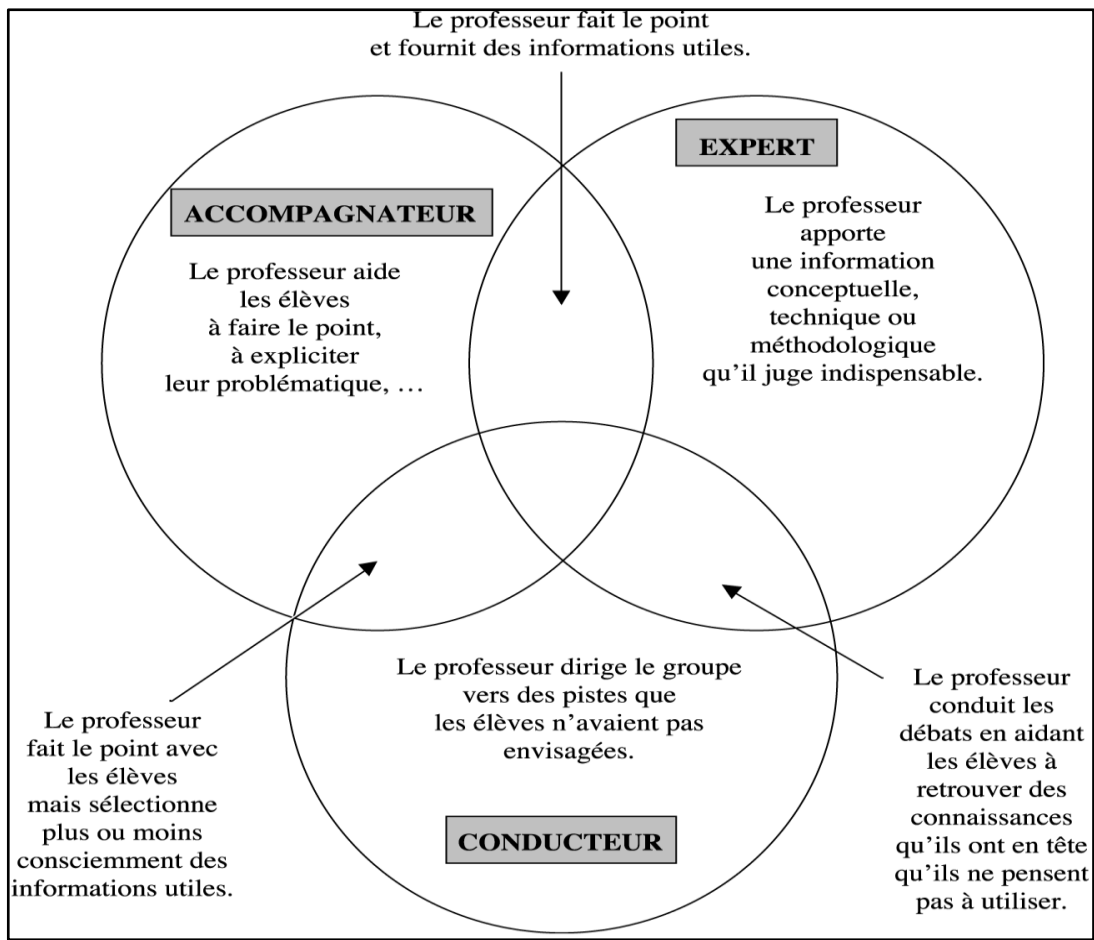 Le professeur fait le point
et fournit des informations utiles.
EXPERT
ACCOMPAGNATEUR
Le professeur
apporte
une information
conceptuelle,
technique ou
méthodologique
qu’il juge indispensable.
Le professeur aide
les élèves
à faire le point,
à expliciter
leur problématique, …
Le professeur dirige le groupe
vers des pistes que
les élèves n’avaient pas
envisagées.
CONDUCTEUR
Le professeur
fait le point avec
les élèves
mais sélectionne
plus ou moins
consciemment des
informations utiles.
Le professeur
conduit les
débats en aidant
les élèves à
retrouver des
connaissances
qu’ils ont en tête
qu’ils ne pensent
pas à utiliser.